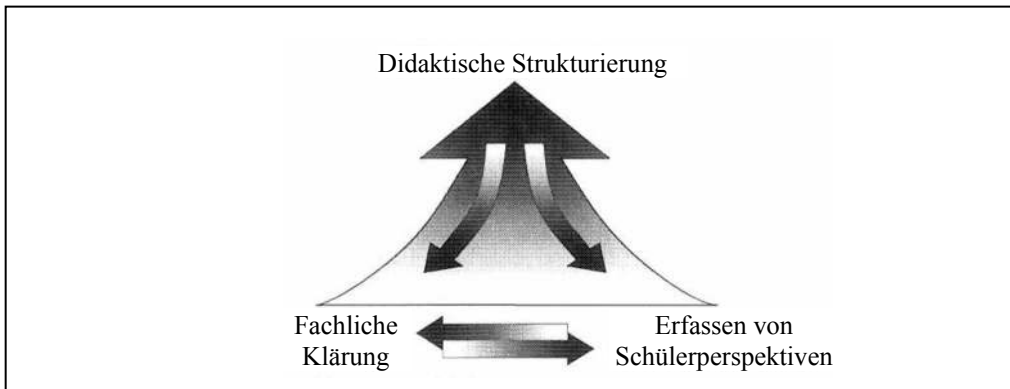 Didaktische Strukturierung
Fachliche
Klärung
Erfassen von
Schülerperspektiven